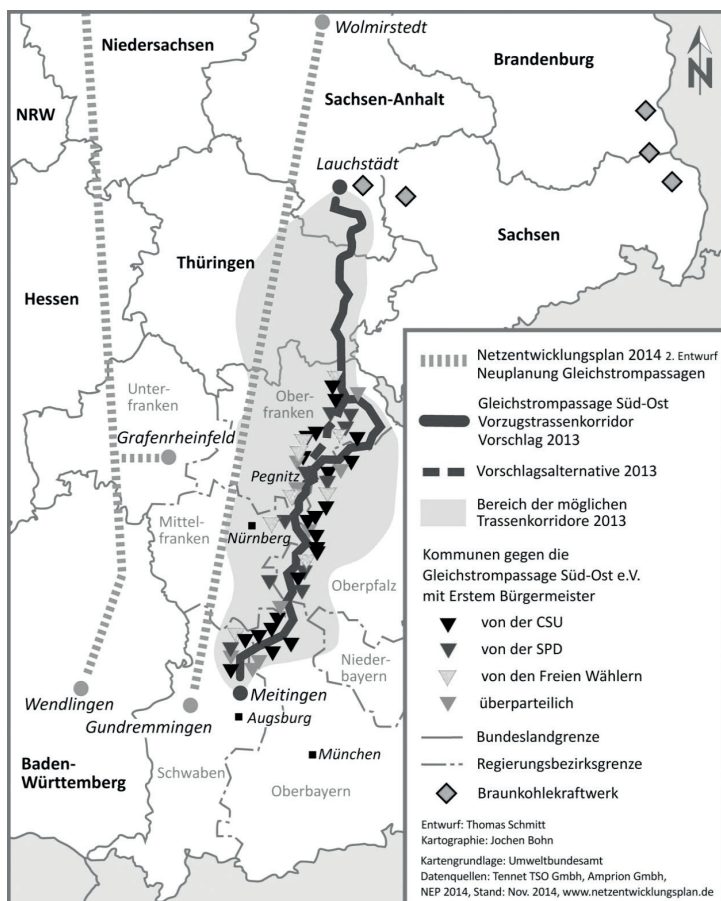 Wolmirstedt
Niedersachsen
Brandenburg
N
NRW
Sachsen-Anhalt
Lauchstädt
Sachsen
Thüringen
Hessen
Unter-
franken
Ober-
franken
Grafenrheinfeld
Pegnitz
Mittel-
franken
Nürnberg
Oberpfalz
Nieder-
bayern
Wendlingen
Meitingen
Gundremmingen
Augsburg
Baden-
Württemberg
München
Schwaben
Oberbayern
Netzentwicklungsplan 2014 2. Entwurf
Neuplanung Gleichstrompassagen
Gleichstrompassage Süd-Ost
Vorzugstrassenkorridor
Vorschlag 2013
Vorschlagsalternative 2013
Bereich der möglichen
Trassenkorridore 2013
Kommunen gegen die
Gleichstrompassage Süd-Ost e.V.
mit Erstem Bürgermeister
von der CSU
von der SPD
von den Freien Wählern
überparteilich
Bundeslandgrenze
Regierungsbezirksgrenze
Braunkohlekraftwerk
Entwurf: Thomas Schmitt
Kartographie: Jochen Bohn
Kartengrundlage: Umweltbundesamt
Datenquellen: Tennet TSO Gmbh, Amprion Gmbh,
NEP 2014, Stand: Nov. 2014, www.netzentwicklungsplan.de